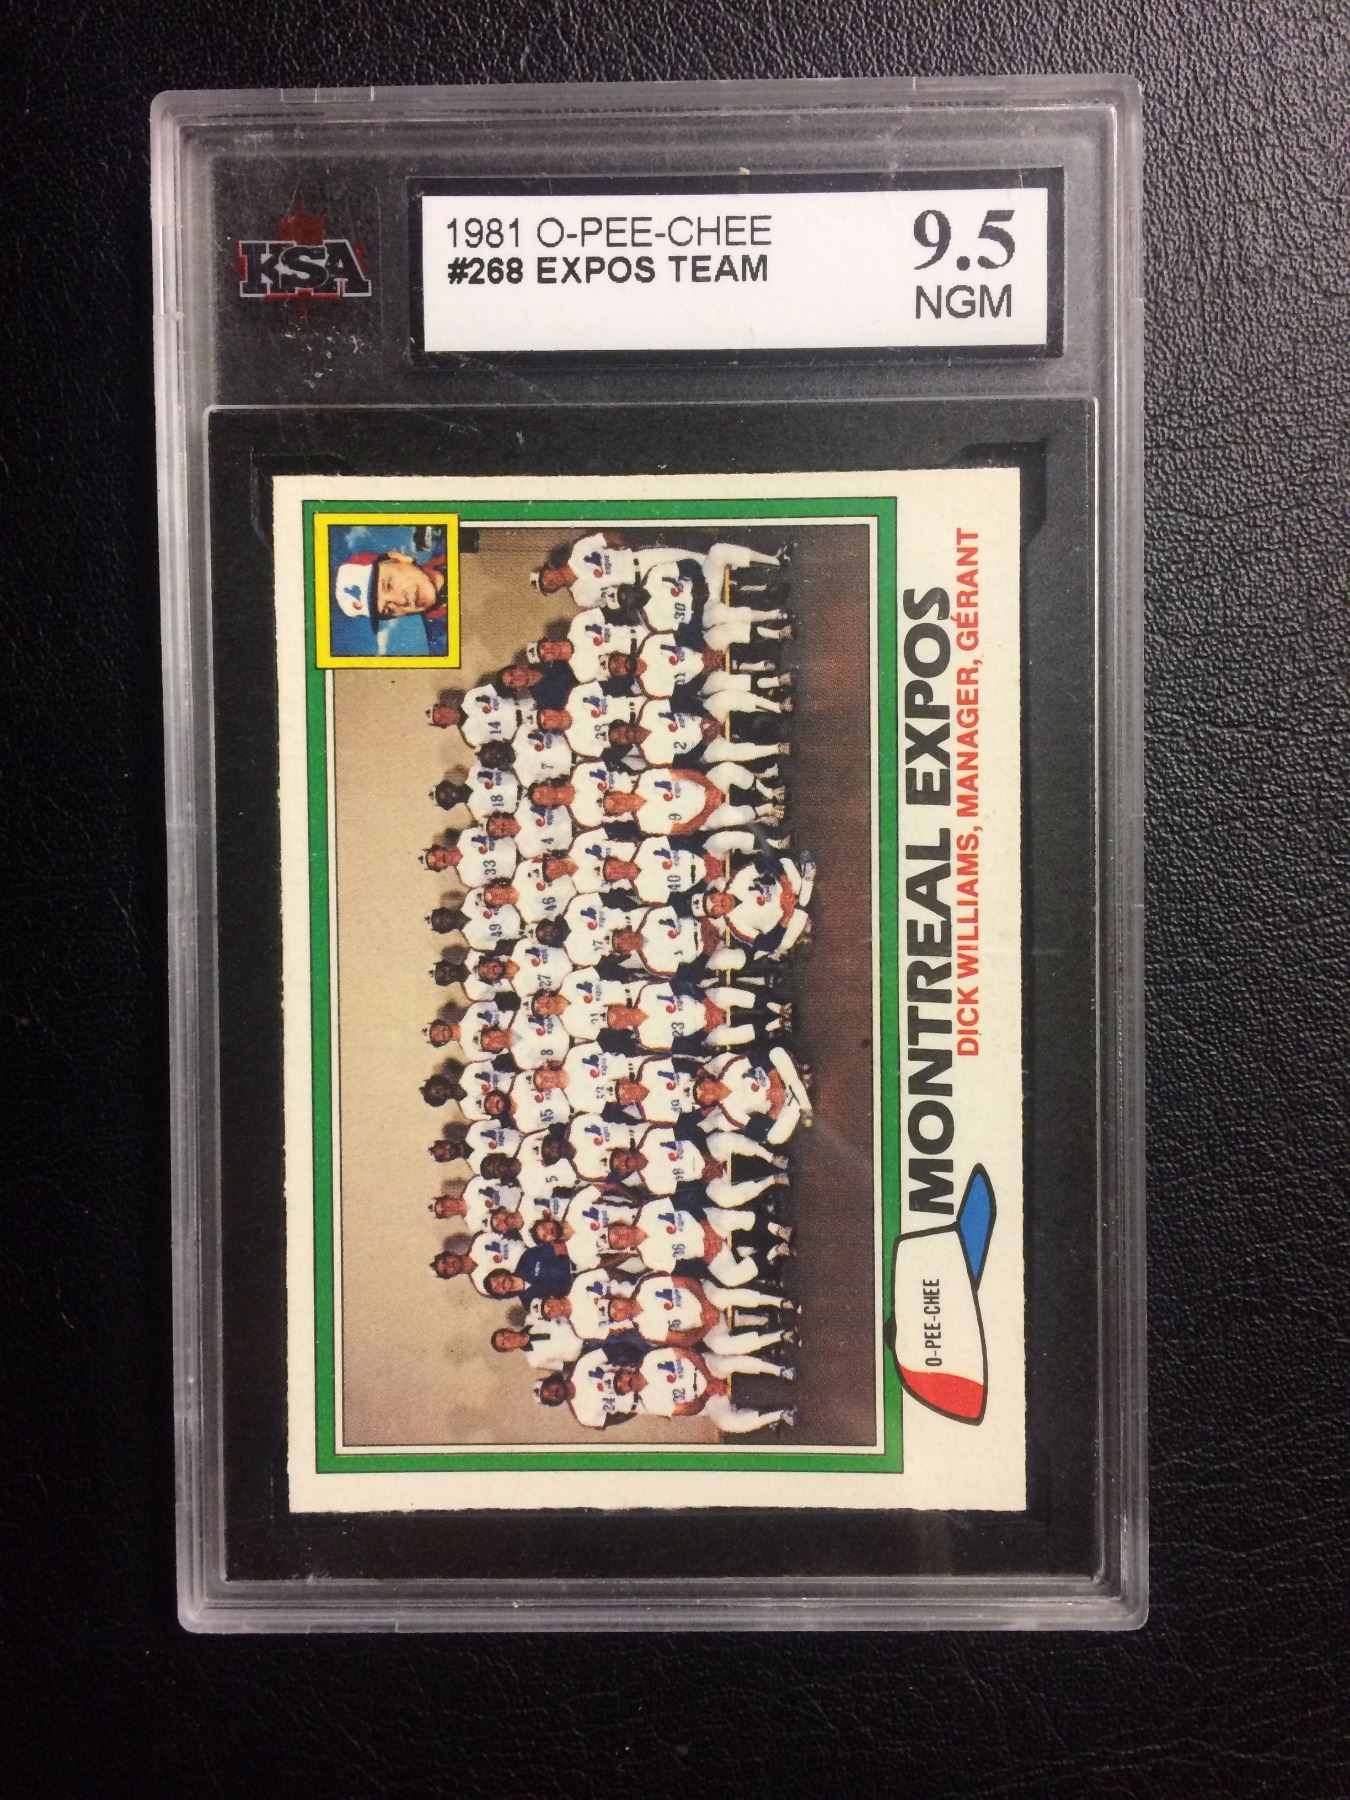 KSA
1981 O-PEE-CHEE
#268 EXPOS TEAM
9.5
NGM
MONTREAL EXPOS
DICK WILLIAMS, MANAGER, GÉRANT
O-PEE-CHEE